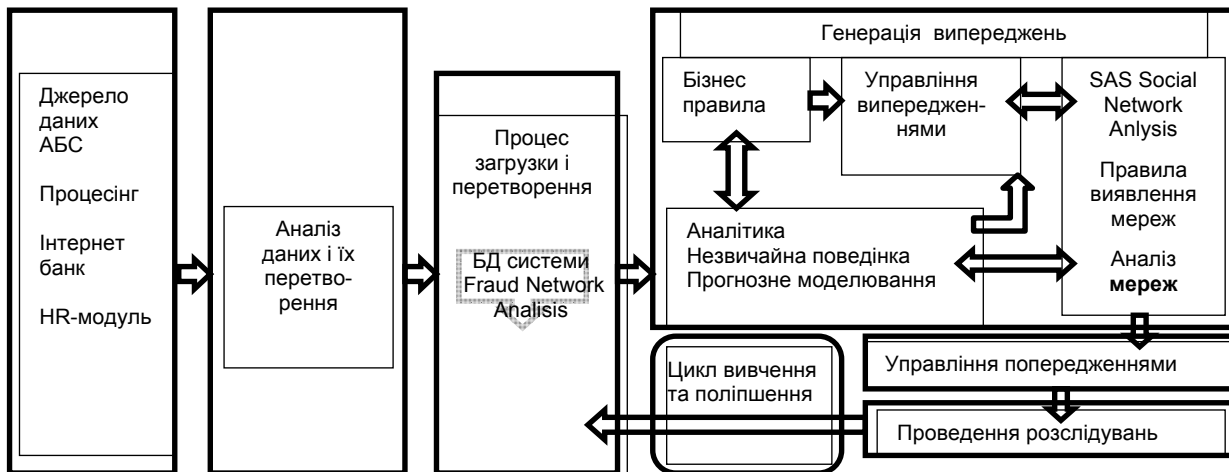 Джерело
даних
АБС
Процесінг
Інтернет
банк
HR-модуль
Аналіз
даних і їх
перетво-
рення
Процес
загрузки і
перетворення
БД системи
Fraud Network
Analisis
Генерація випереджень
Бізнес
правила
Управління
випереджен-
нями
SAS Social
Network
Anlysis
Правила
виявлення
мереж
Аналіз
мереж
Аналітика
Незвичайна поведінка
Прогнозне моделювання
Управління попередженнями
Цикл вивчення
та поліпшення
Проведення розслідувань